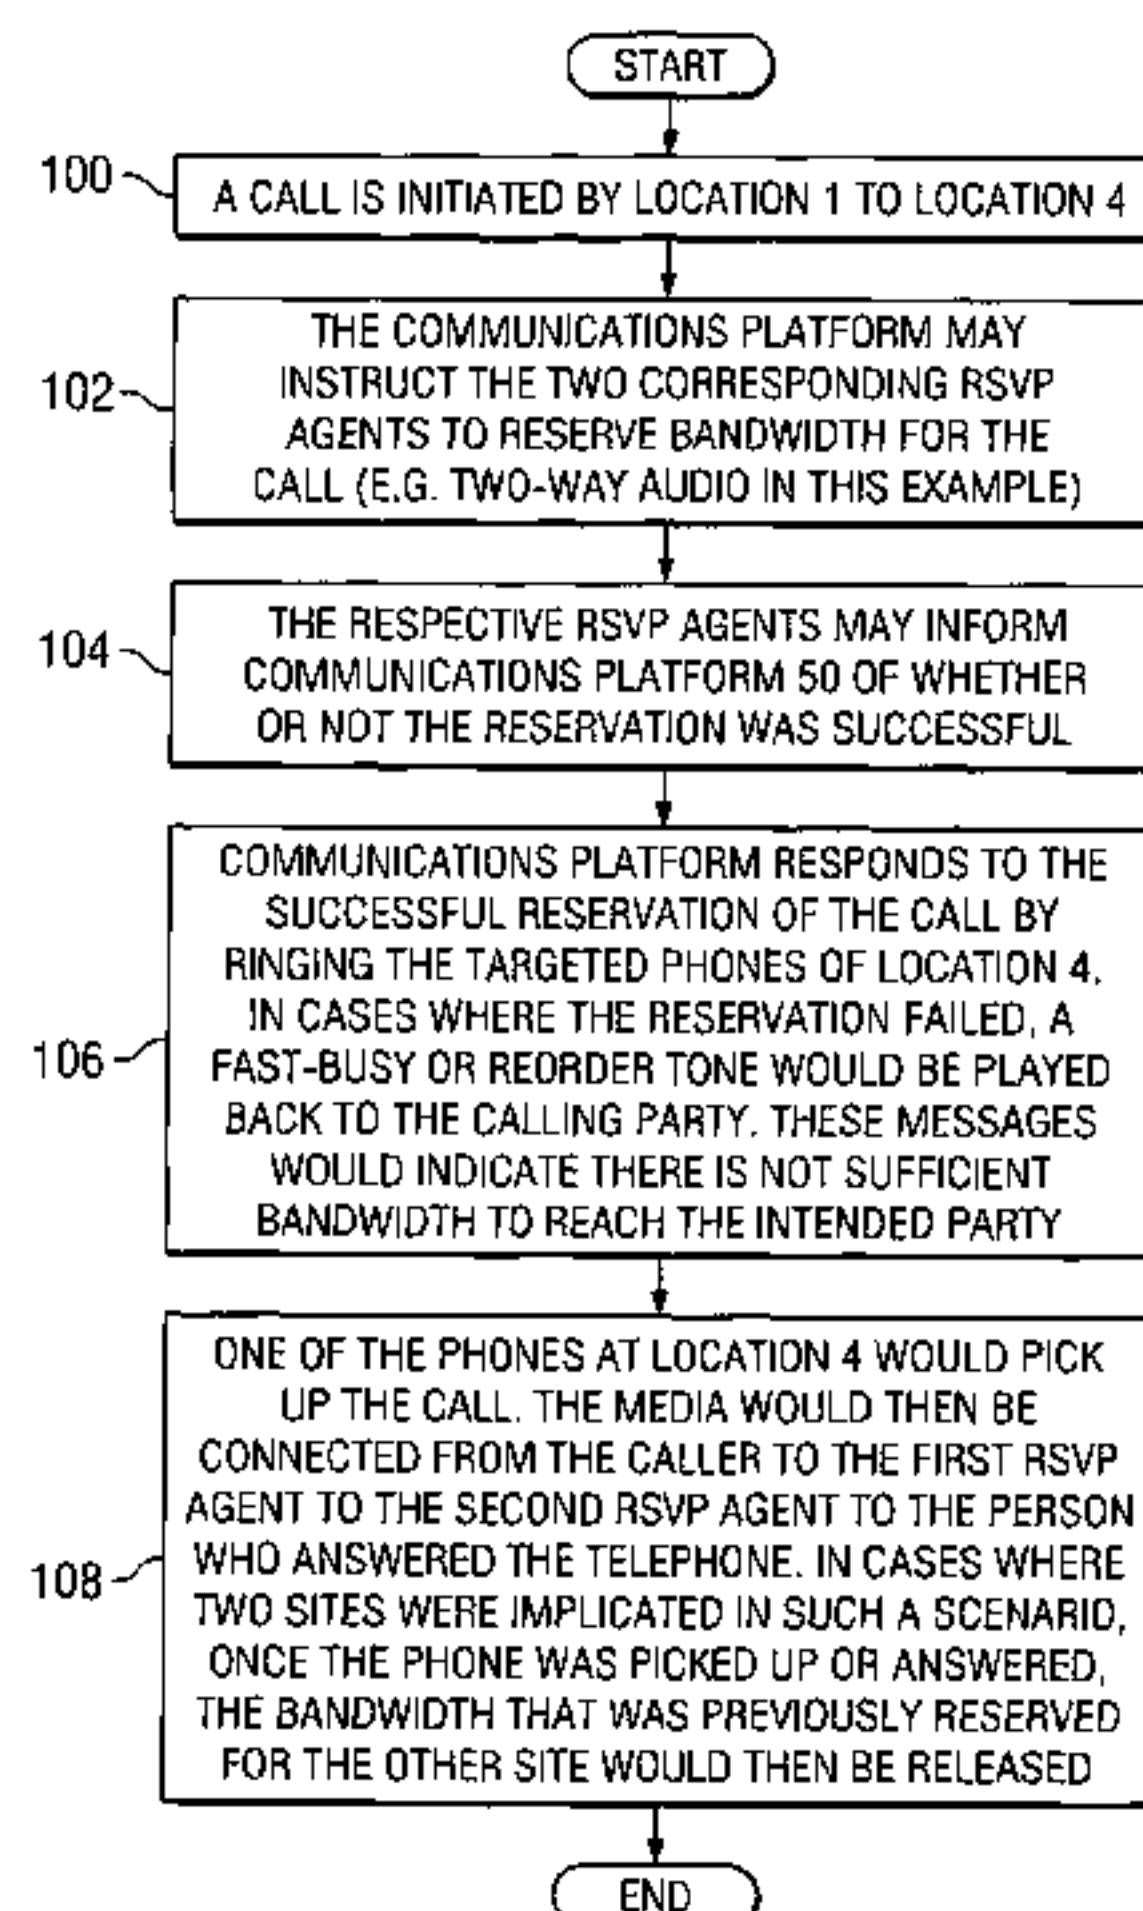 START
100
A CALL IS INITIATED BY LOCATION 1 TO LOCATION 4
102
THE COMMUNICATIONS PLATFORM MAY
INSTRUCT THE TWO CORRESPONDING RSVP
AGENTS TO RESERVE BANDWIDTH FOR THE
CALL (E.G. TWO-WAY AUDIO IN THIS EXAMPLE)
104
THE RESPECTIVE RSVP AGENTS MAY INFORM
COMMUNICATIONS PLATFORM 50 OF WHETHER
OR NOT THE RESERVATION WAS SUCCESSFUL
106
COMMUNICATIONS PLATFORM RESPONDS TO THE
SUCCESSFUL RESERVATION OF THE CALL BY
RINGING THE TARGETED PHONES OF LOCATION 4.
IN CASES WHERE THE RESERVATION FAILED, A
FAST-BUSY OR REORDER TONE WOULD BE PLAYED
BACK TO THE CALLING PARTY. THESE MESSAGES
WOULD INDICATE THERE IS NOT SUFFICIENT
BANDWIDTH TO REACH THE INTENDED PARTY
108
ONE OF THE PHONES AT LOCATION 4 WOULD PICK
UP THE CALL. THE MEDIA WOULD THEN BE
CONNECTED FROM THE CALLER TO THE FIRST RSVP
AGENT TO THE SECOND RSVP AGENT TO THE PERSON
WHO ANSWERED THE TELEPHONE. IN CASES WHERE
TWO SITES WERE IMPLICATED IN SUCH A SCENARIO,
ONCE THE PHONE WAS PICKED UP OR ANSWERED,
THE BANDWIDTH THAT WAS PREVIOUSLY RESERVED
FOR THE OTHER SITE WOULD THEN BE RELEASED
END